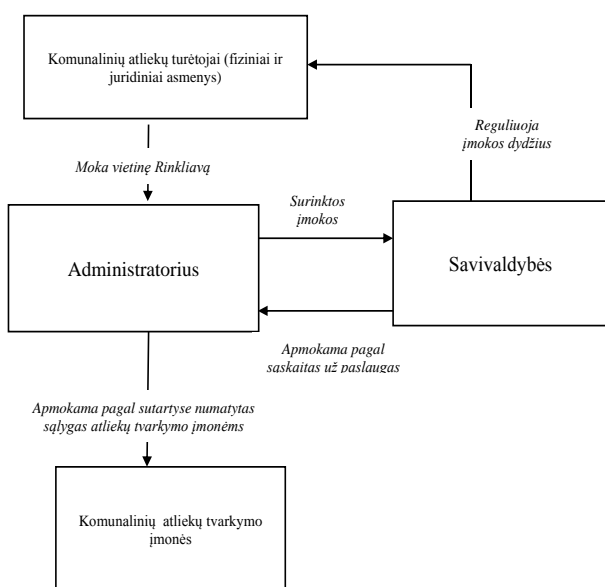 Komunalinių atliekų turėtojai (fiziniai ir
juridiniai asmenys)
Reguliuoja
įmokos dydžius
Moka vietinę Rinkliavą
Surinktos
įmokos
Administratorius
Savivaldybės
Apmokama pagal
sąskaitas už paslaugas
Apmokama pagal sutartyse numatytas
sąlygas atliekų tvarkymo įmonėms
Komunalinių atliekų tvarkymo
įmonės